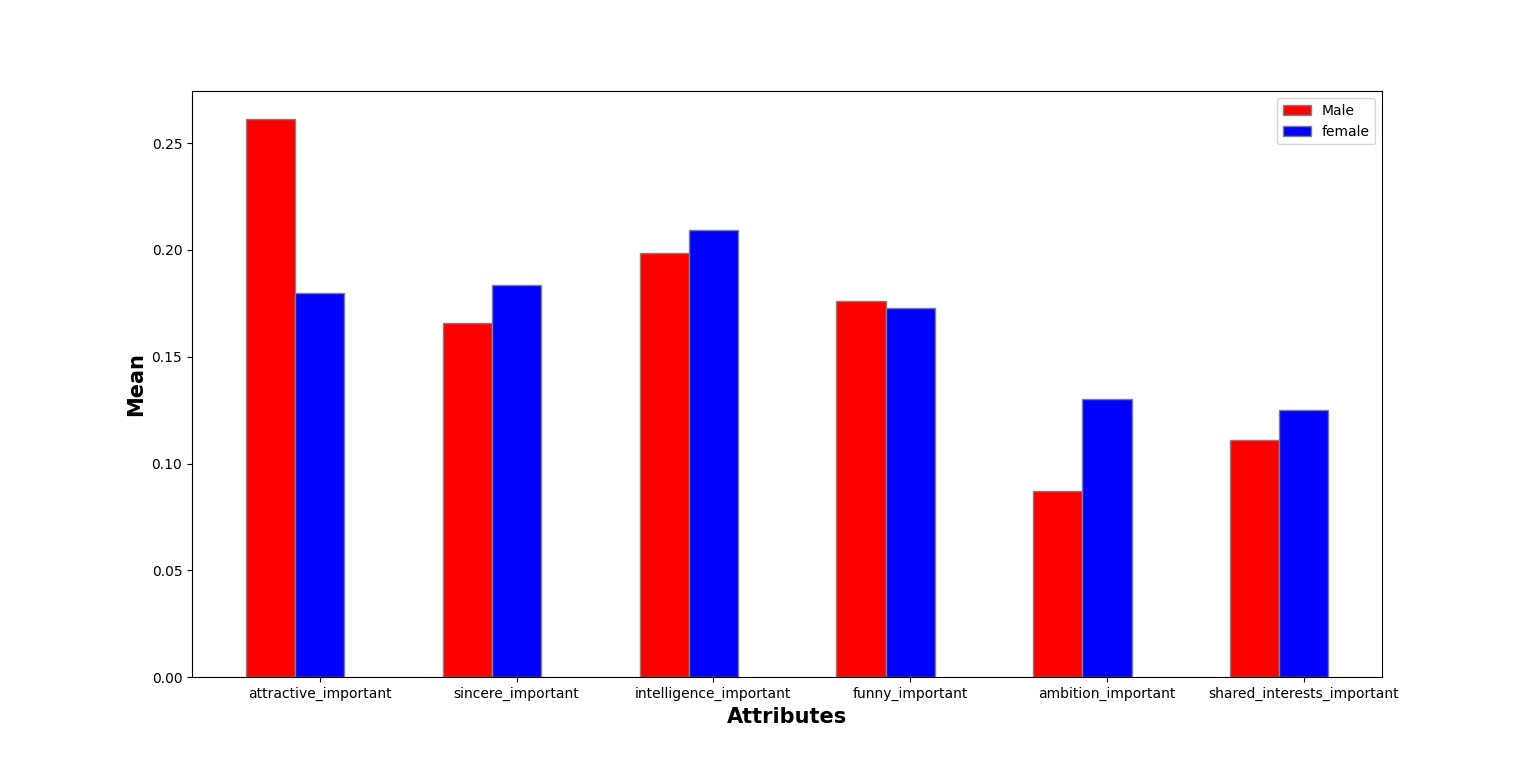 Male
female
0.25
0.20
0.15
0.10
0.05
0.00
Mean
attractive_important sincere_important intelligence_important funny_important ambition_important shared_interests_important
Attributes